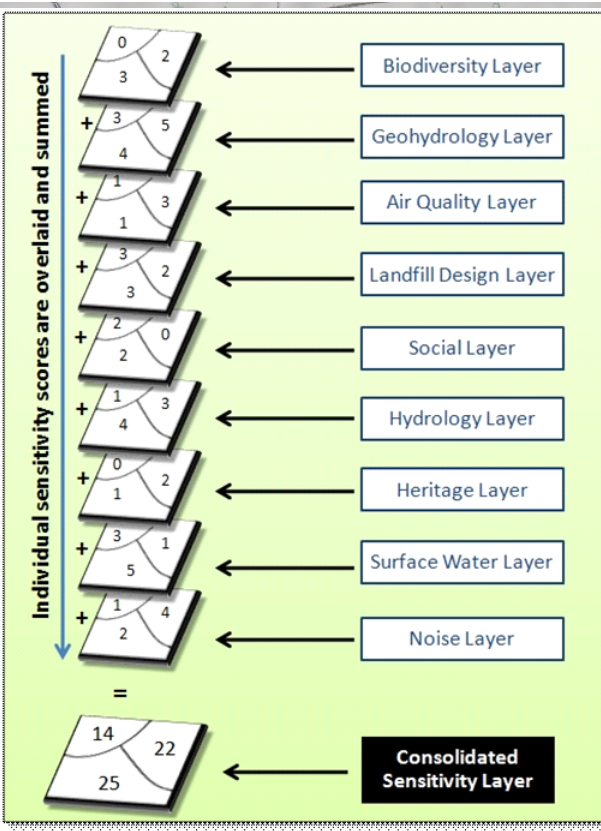 Individual sensitivity scores are overlaid and summed
0 2
3
Biodiversity Layer
+ 3 5
4
Geohydrology Layer
+ 1 3
1
Air Quality Layer
+ 3 2
3
Landfill Design Layer
+ 2 0
2
Social Layer
+ 1 3
4
Hydrology Layer
+ 0 2
1
Heritage Layer
+ 3 1
5
Surface Water Layer
+ 1 4
2
Noise Layer
=
14 22
25
Consolidated
Sensitivity Layer